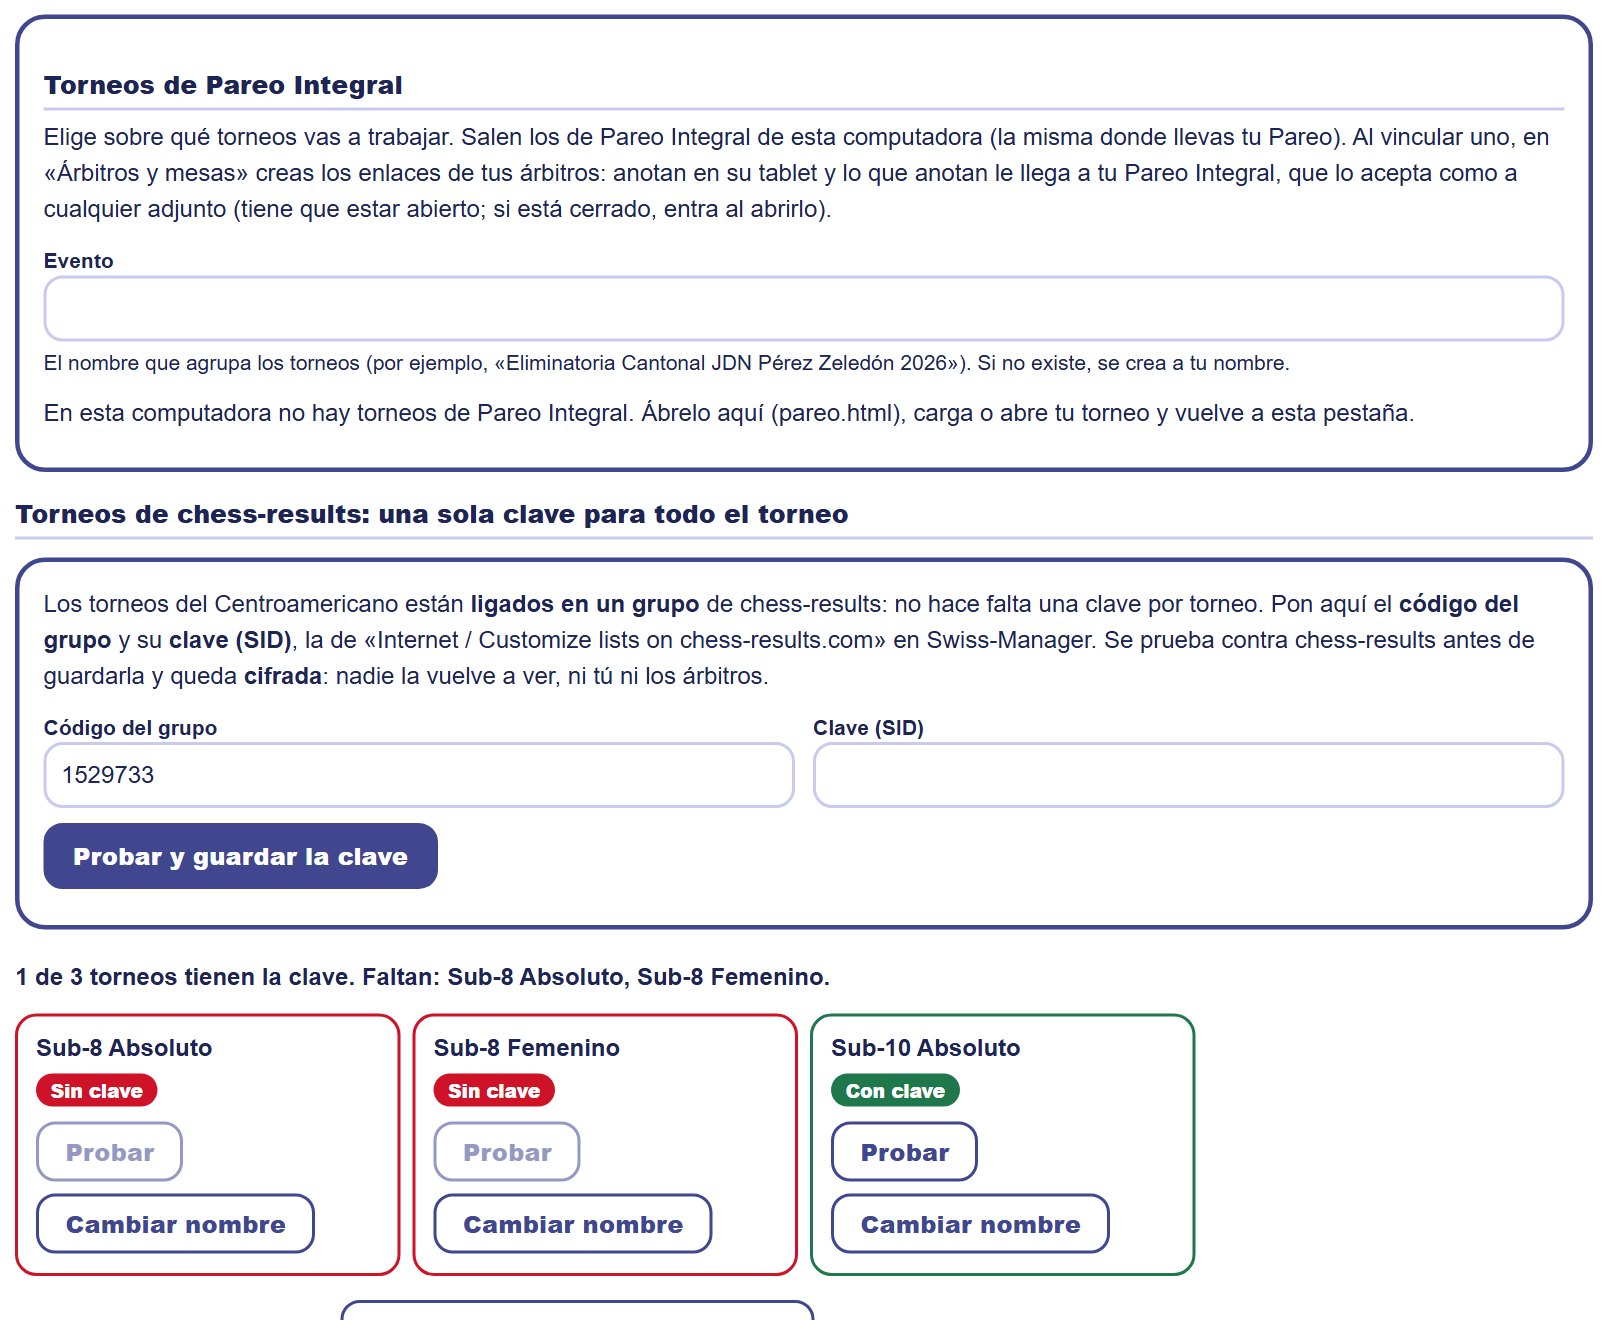 Torneos de Pareo Integral
Elige sobre qué torneos vas a trabajar. Salen los de Pareo Integral de esta computadora (la misma donde llevas tu Pareo). Al vincular uno, en
«Árbitros y mesas» creas los enlaces de tus árbitros: anotan en su tablet y lo que anotan le llega a tu Pareo Integral, que lo acepta como a
cualquier adjunto (tiene que estar abierto; si está cerrado, entra al abrirlo).
Evento
El nombre que agrupa los torneos (por ejemplo, «Eliminatoria Cantonal JDN Pérez Zeledón 2026»). Si no existe, se crea a tu nombre.
En esta computadora no hay torneos de Pareo Integral. Ábrelo aquí (pareo.html), carga o abre tu torneo y vuelve a esta pestaña.
Torneos de chess-results: una sola clave para todo el torneo
Los torneos del Centroamericano están ligados en un grupo de chess-results: no hace falta una clave por torneo. Pon aquí el código del
grupo y su clave (SID), la de «Internet / Customize lists on chess-results.com» en Swiss-Manager. Se prueba contra chess-results antes de
guardarla y queda cifrada: nadie la vuelve a ver, ni tú ni los árbitros.
Código del grupo
Clave (SID)
1529733
Probar y guardar la clave
1 de 3 torneos tienen la clave. Faltan: Sub-8 Absoluto, Sub-8 Femenino.
Sub-8 Absoluto
Sin clave
Probar
Cambiar nombre
Sub-8 Femenino
Sin clave
Probar
Cambiar nombre
Sub-10 Absoluto
Con clave
Probar
Cambiar nombre